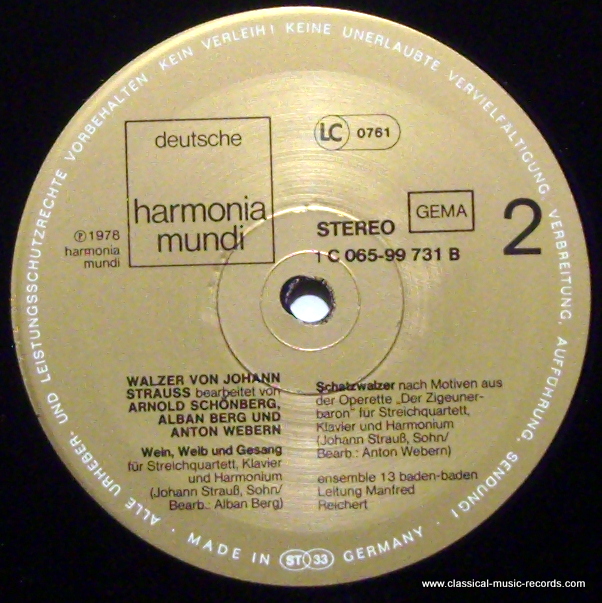 ALLE URHEBER- UND LEISTUNGSSCHUTZRECHTE VORBEHALTEN · KEIN VERLEIH! KEINE UNERLAUBTE VERVIELFÄLTIGUNG, VERBREITUNG, AUFFÜHRUNG, SENDUNG! ·
deutsche
harmonia
mundi
LC 0761
℗ 1978
harmonia
mundi
STEREO
GEMA
2
1 C 065-99 731 B
WALZER VON JOHANN
STRAUSS bearbeitet von
ARNOLD SCHÖNBERG,
ALBAN BERG UND
ANTON WEBERN
Wein, Weib und Gesang
für Streichquartett, Klavier
und Harmonium
(Johann Strauß, Sohn/
Bearb.: Alban Berg)
Schatzwalzer nach Motiven aus
der Operette „Der Zigeuner-
baron" für Streichquartett,
Klavier und Harmonium
(Johann Strauß, Sohn/
Bearb.: Anton Webern)
ensemble 13 baden-baden
Leitung Manfred
Reichert
MADE IN ST 33 GERMANY ·
www.classical-music-records.com